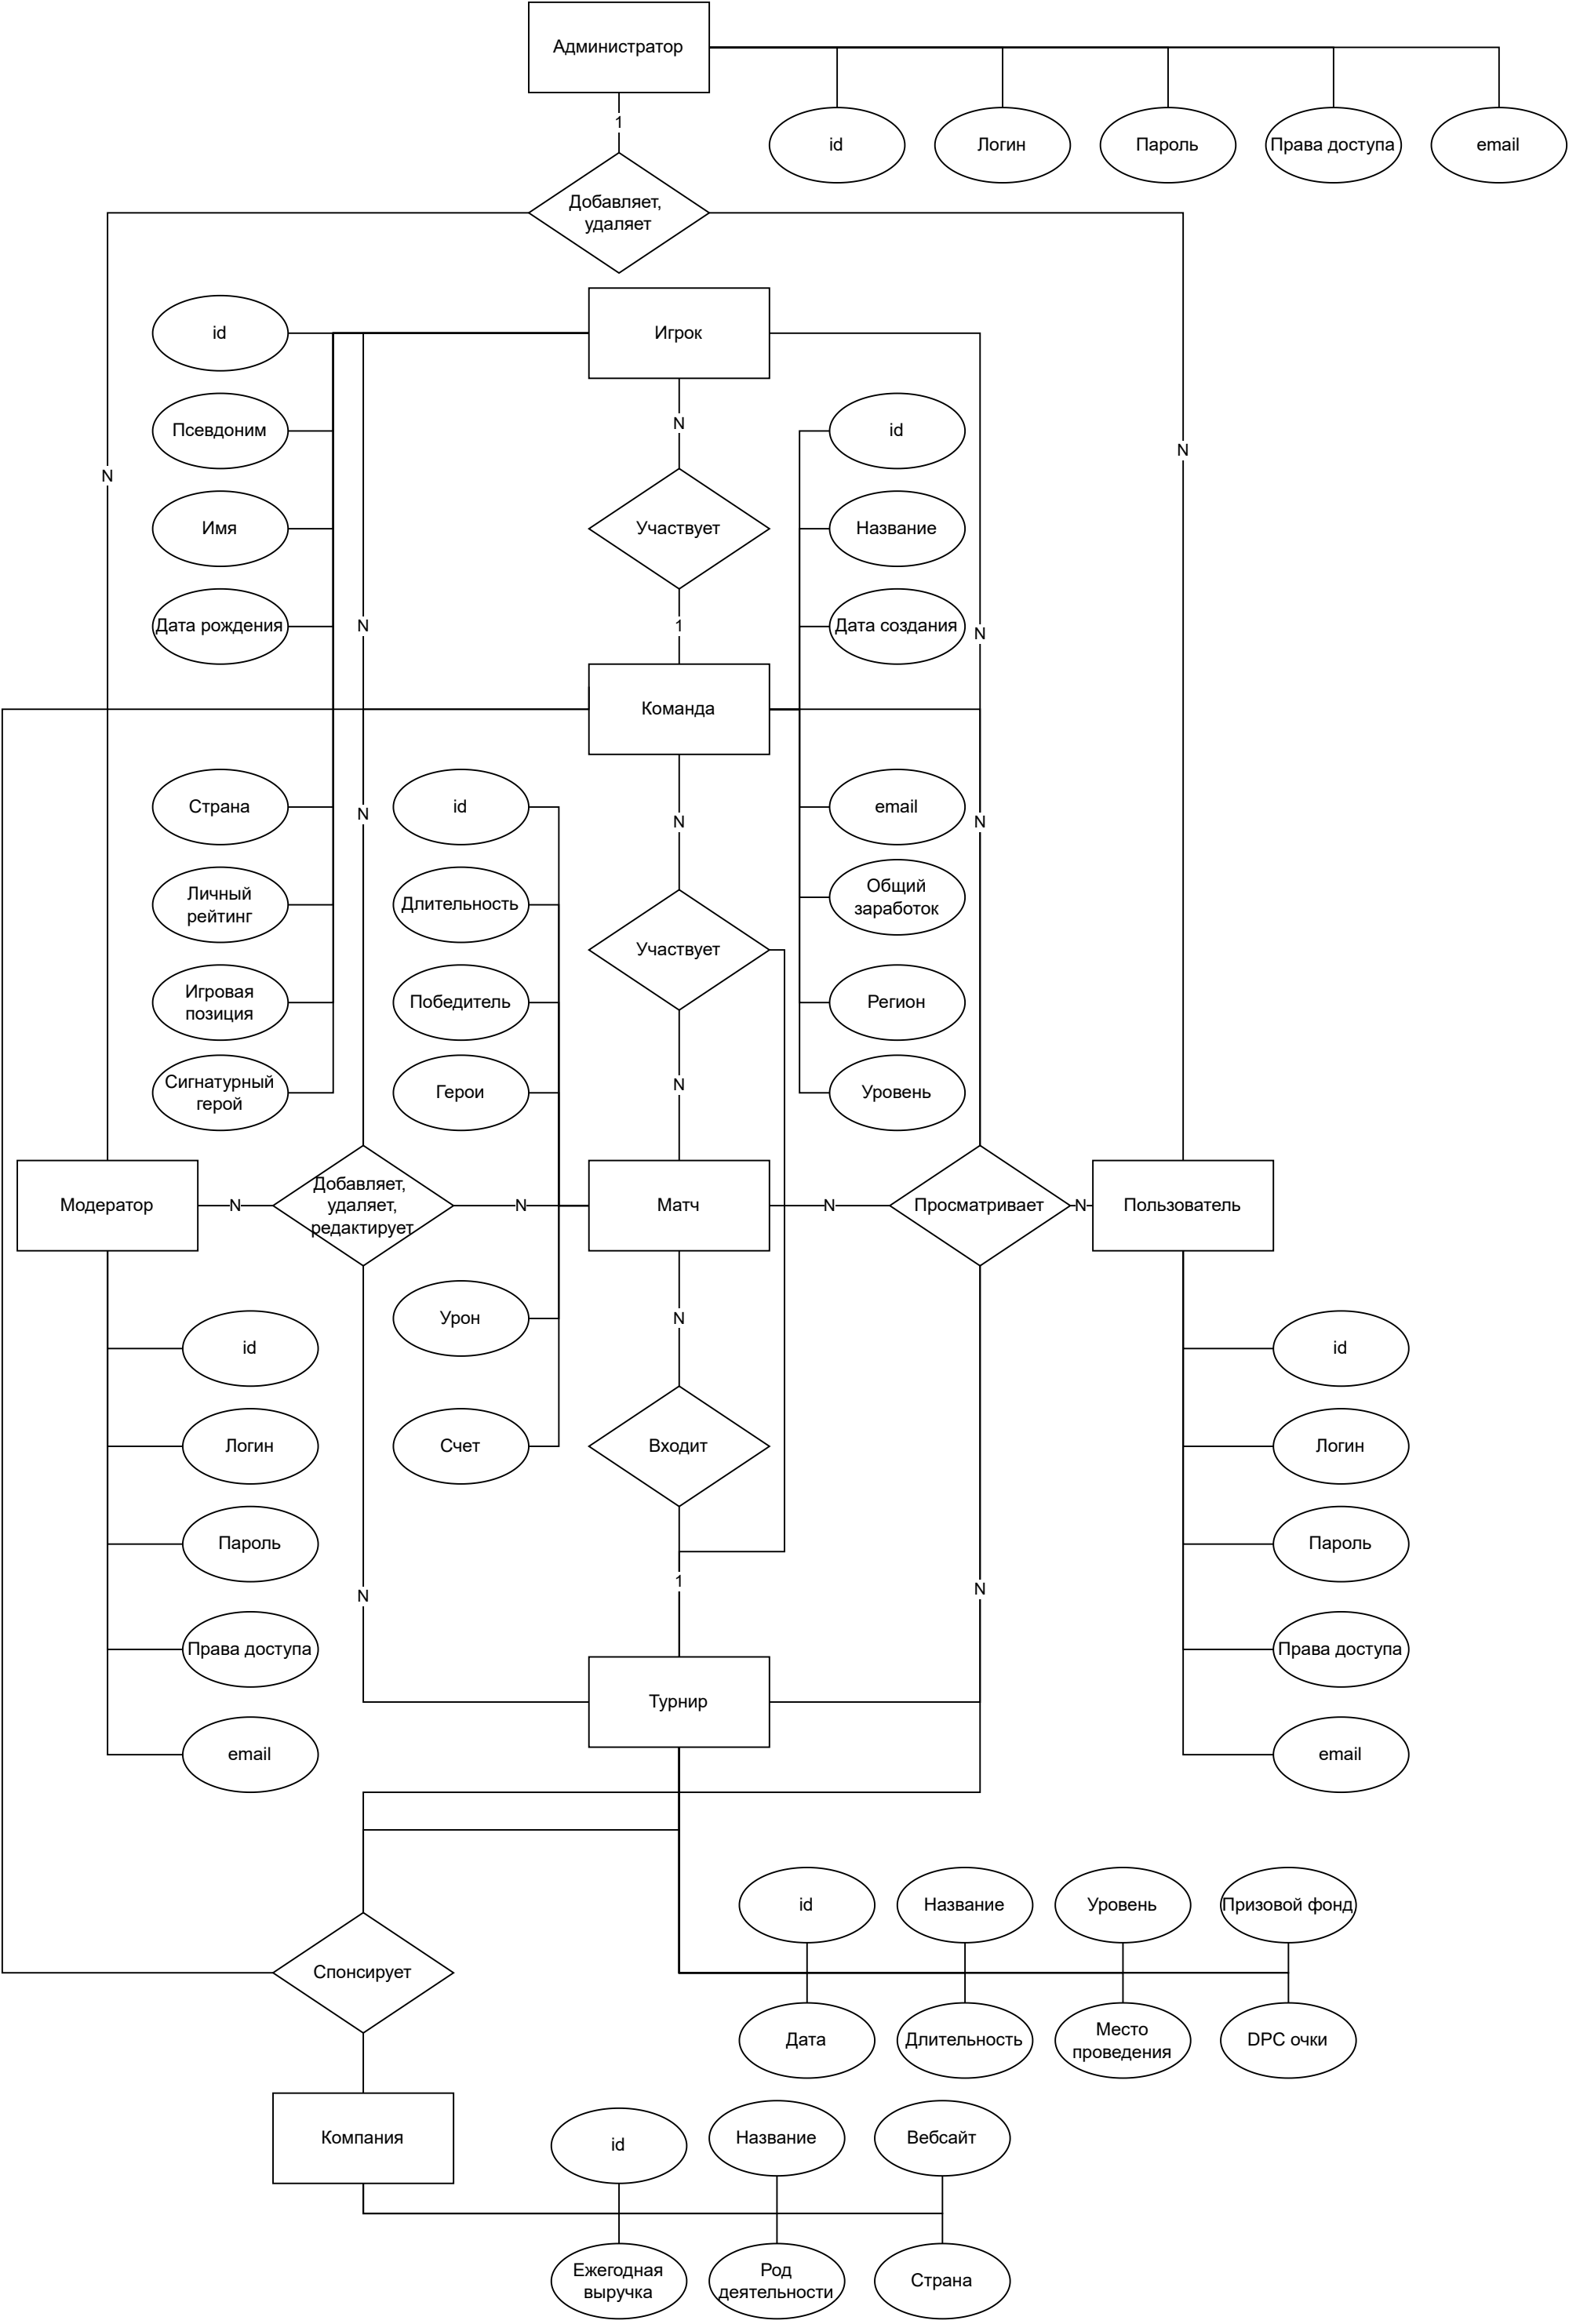 Администратор
1
id
Логин
Пароль
Права доступа
email
Добавляет,
удаляет
id
Игрок
Псевдоним
N
id
N
N
Имя
Участвует
Название
Дата рождения
N
1
Дата создания
N
Команда
Страна
N
id
N
email
N
Личный
рейтинг
Длительность
Общий
заработок
Участвует
Игровая
позиция
Победитель
Регион
Сигнатурный
герой
Герои
N
Уровень
Модератор
N
Добавляет,
удаляет,
редактирует
N
Матч
N
Просматривает
N
Пользователь
id
Урон
N
id
Логин
Счет
Входит
Логин
Пароль
Пароль
N
1
N
Права доступа
Права доступа
Турнир
email
email
id
Название
Уровень
Призовой фонд
Спонсирует
Дата
Длительность
Место
проведения
DPC очки
Компания
id
Название
Вебсайт
Ежегодная
выручка
Род
деятельности
Страна